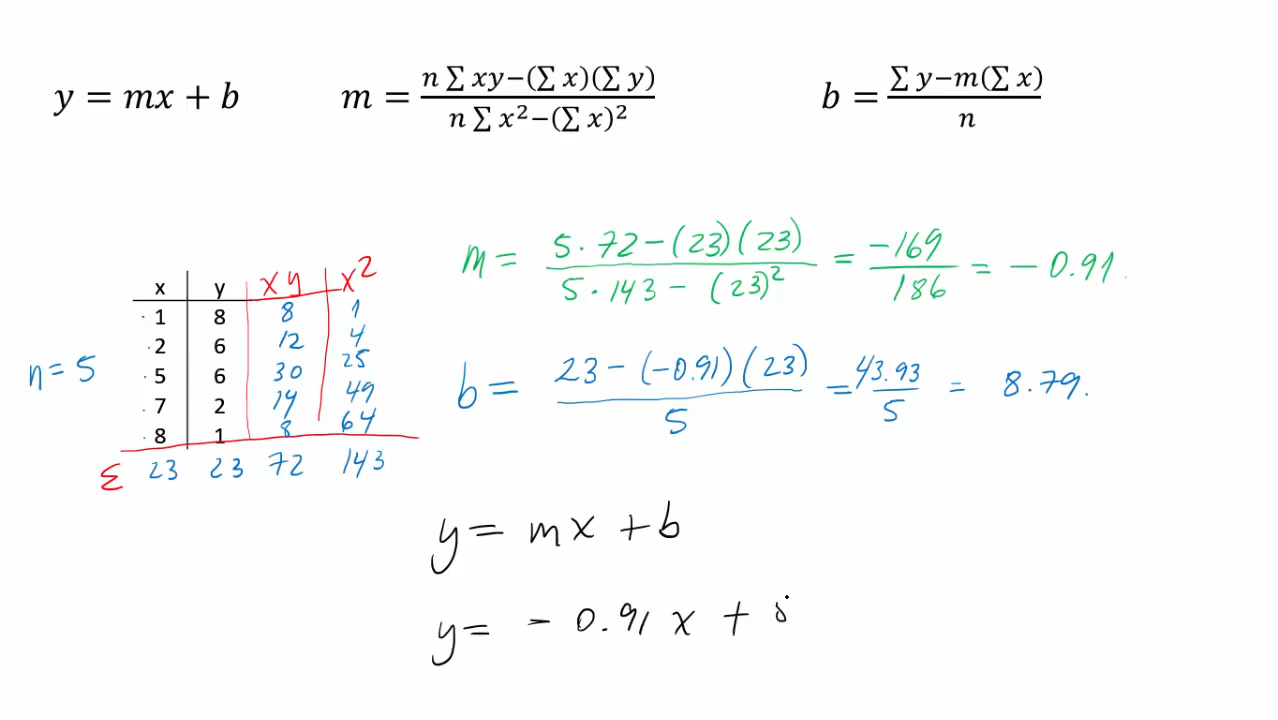 y = mx + b    m = (n ∑ xy−(∑ x)(∑ y))/(n ∑ x²−(∑ x)²)    b = (∑ y−m(∑ x))/n
m = (5·72 − (23)(23))/(5·143 − (23)²) = −169/186 = −0.91
x y xy x²
1 8 8 1
2 6 12 4
5 6 30 25
7 2 14 49
8 1 8 64
Σ 23 23 72 143
n = 5
b = (23 − (−0.91)(23))/5 = 43.93/5 = 8.79.
y = mx + b
y = − 0.91 x +